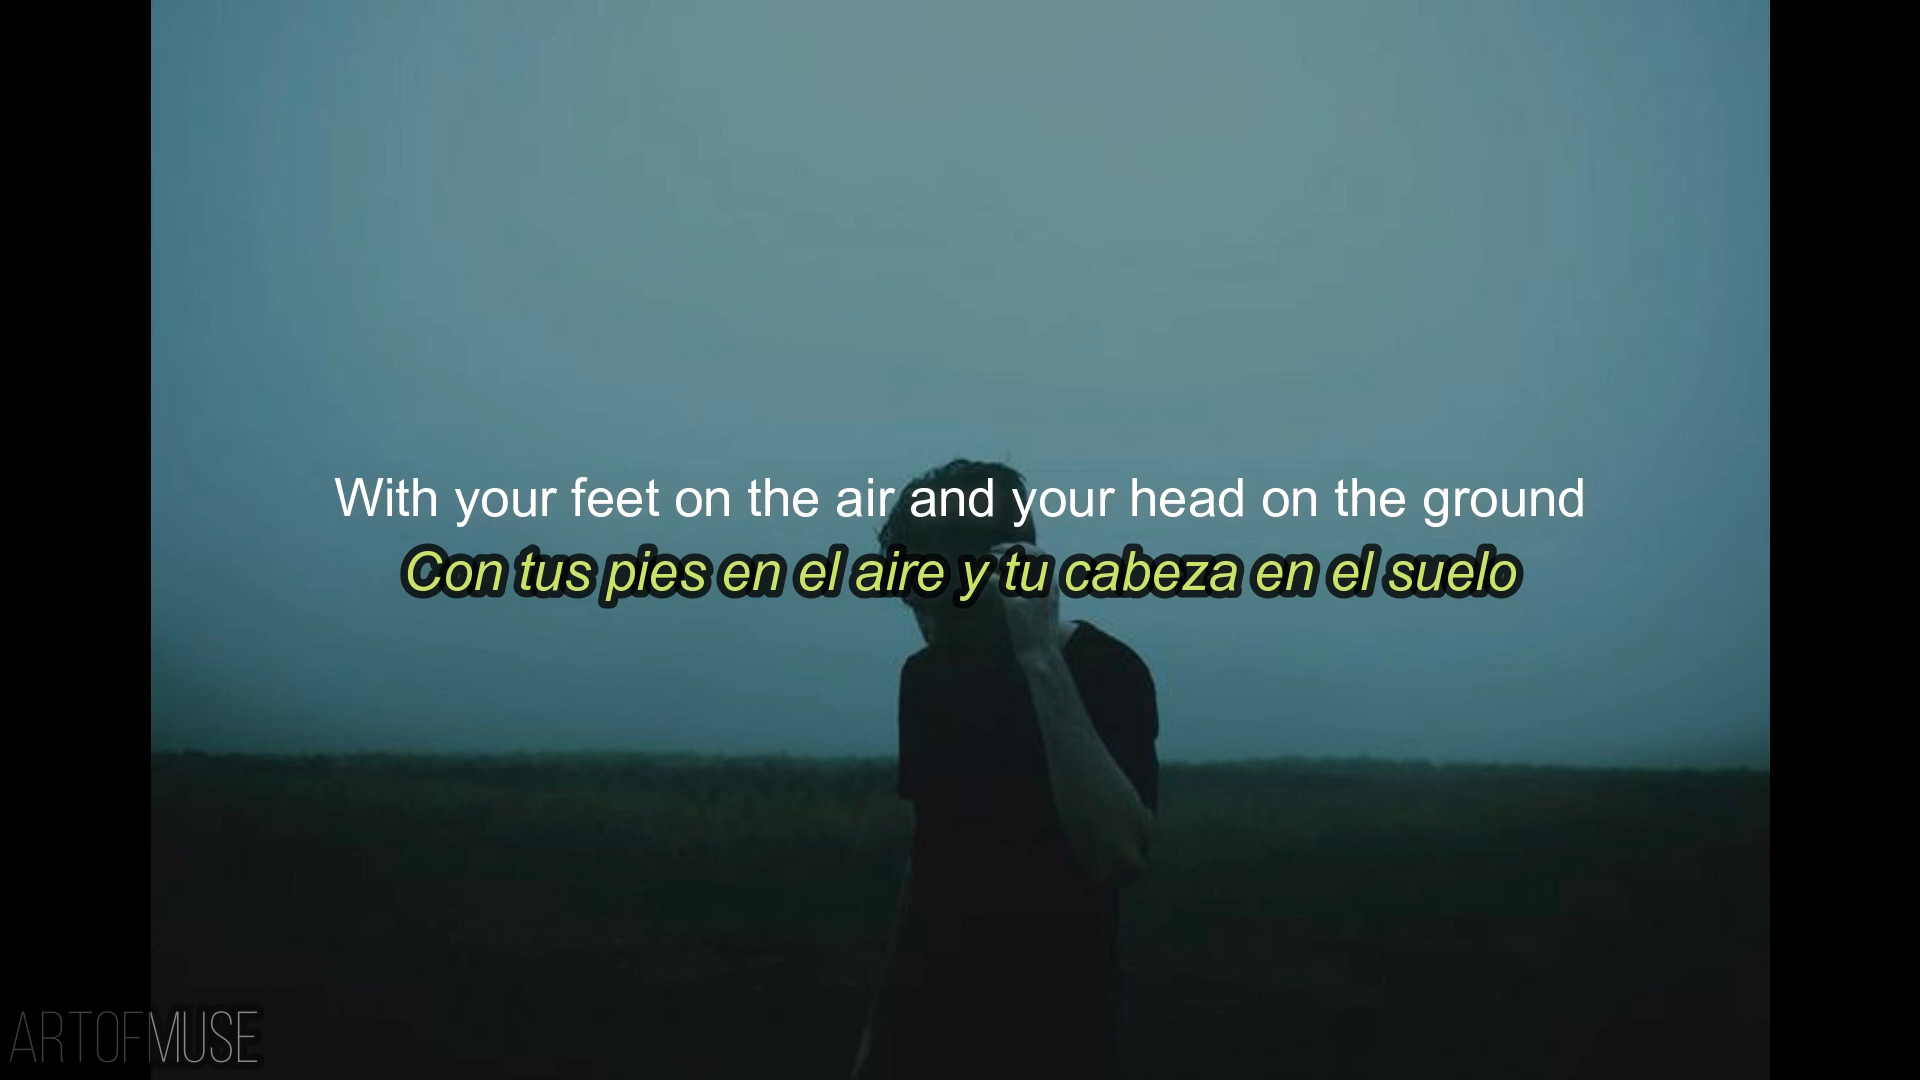 With your feet on the air and your head on the ground
Con tus pies en el aire y tu cabeza en el suelo
ARTOFMUSE